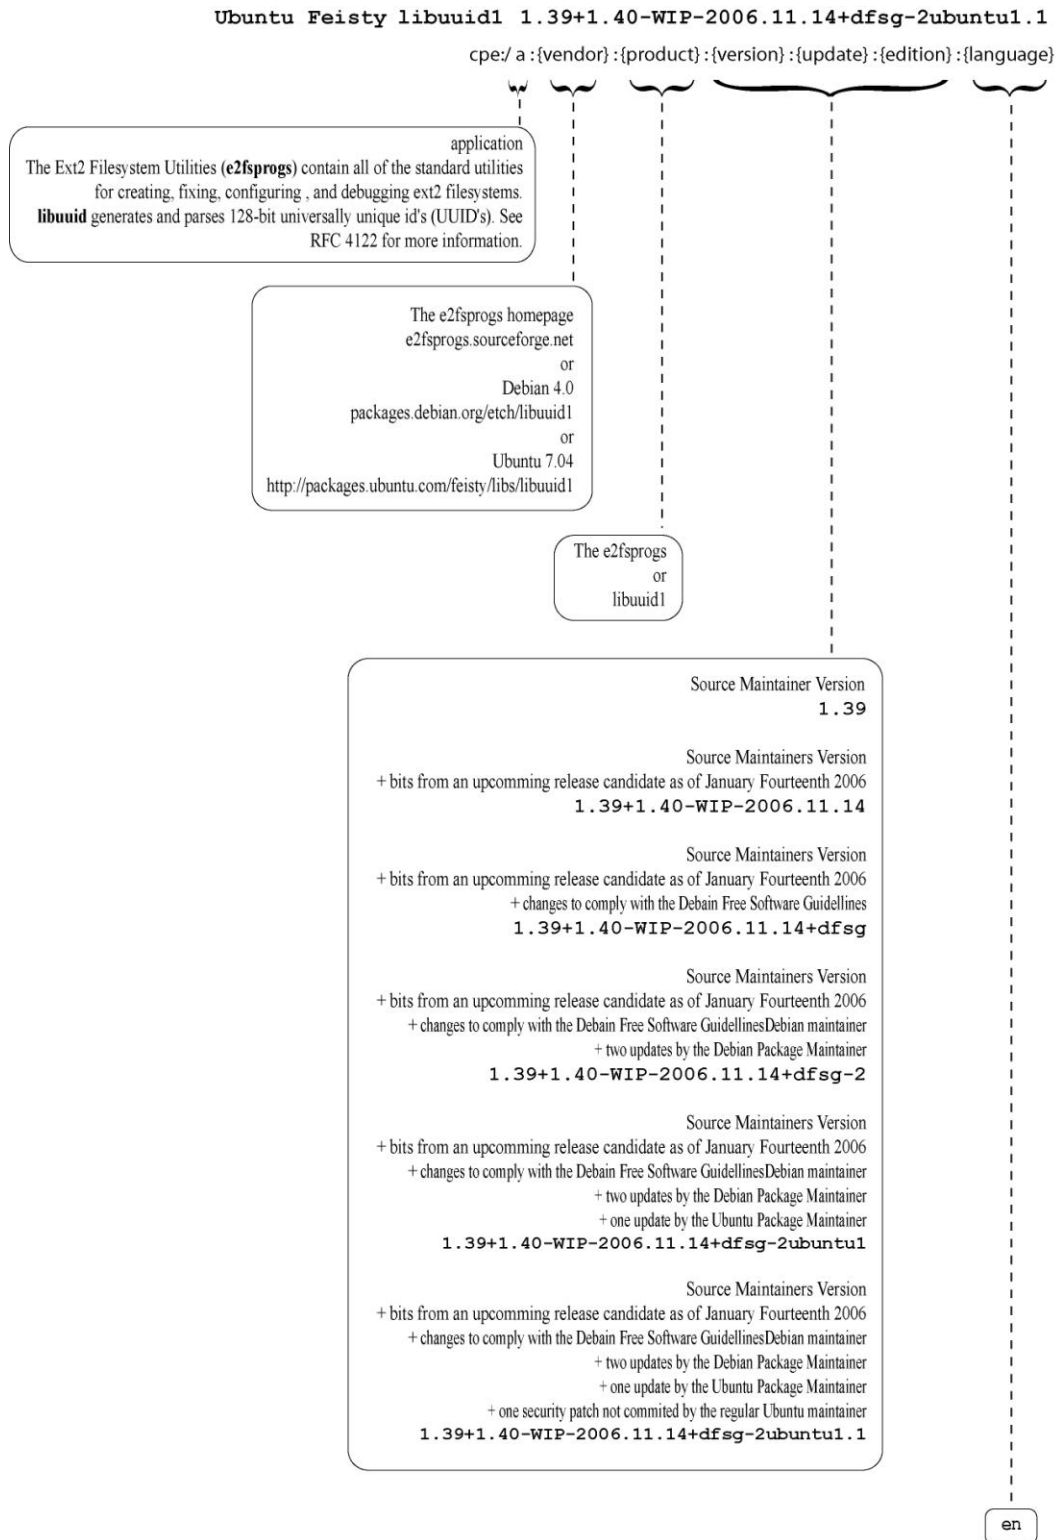 Ubuntu Feisty libuuid1 1.39+1.40-WIP-2006.11.14+dfsg-2ubuntu1.1
cpe:/ a :{vendor} :{product} :{version} :{update} :{edition} :{language}
application
The Ext2 Filesystem Utilities (e2fsprogs) contain all of the standard utilities
for creating, fixing, configuring , and debugging ext2 filesystems.
libuuid generates and parses 128-bit universally unique id's (UUID's). See
RFC 4122 for more information.
The e2fsprogs homepage
e2fsprogs.sourceforge.net
or
Debian 4.0
packages.debian.org/etch/libuuid1
or
Ubuntu 7.04
http://packages.ubuntu.com/feisty/libs/libuuid1
The e2fsprogs
or
libuuid1
Source Maintainer Version
1.39
Source Maintainers Version
+ bits from an upcomming release candidate as of January Fourteenth 2006
1.39+1.40-WIP-2006.11.14
Source Maintainers Version
+ bits from an upcomming release candidate as of January Fourteenth 2006
+ changes to comply with the Debain Free Software Guidellines
1.39+1.40-WIP-2006.11.14+dfsg
Source Maintainers Version
+ bits from an upcomming release candidate as of January Fourteenth 2006
+ changes to comply with the Debain Free Software GuidellinesDebian maintainer
+ two updates by the Debian Package Maintainer
1.39+1.40-WIP-2006.11.14+dfsg-2
Source Maintainers Version
+ bits from an upcomming release candidate as of January Fourteenth 2006
+ changes to comply with the Debain Free Software GuidellinesDebian maintainer
+ two updates by the Debian Package Maintainer
+ one update by the Ubuntu Package Maintainer
1.39+1.40-WIP-2006.11.14+dfsg-2ubuntu1
Source Maintainers Version
+ bits from an upcomming release candidate as of January Fourteenth 2006
+ changes to comply with the Debain Free Software GuidellinesDebian maintainer
+ two updates by the Debian Package Maintainer
+ one update by the Ubuntu Package Maintainer
+ one security patch not commited by the regular Ubuntu maintainer
1.39+1.40-WIP-2006.11.14+dfsg-2ubuntu1.1
en